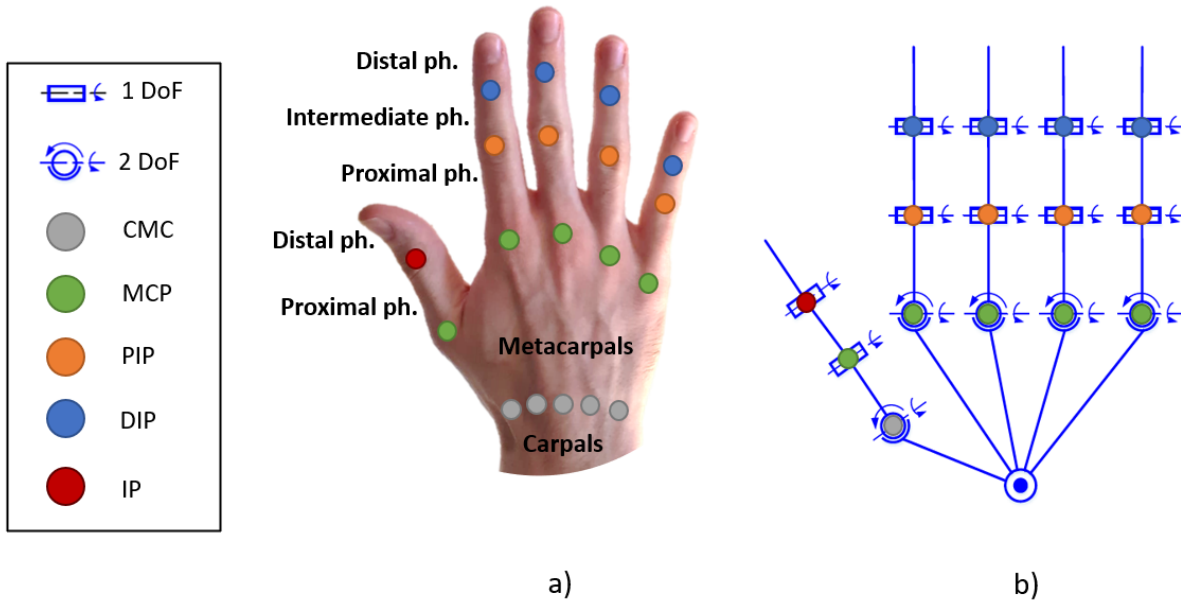 1 DoF
2 DoF
CMC
MCP
PIP
DIP
IP
Distal ph.
Intermediate ph.
Proximal ph.
Distal ph.
Proximal ph.
Metacarpals
Carpals
a)
b)